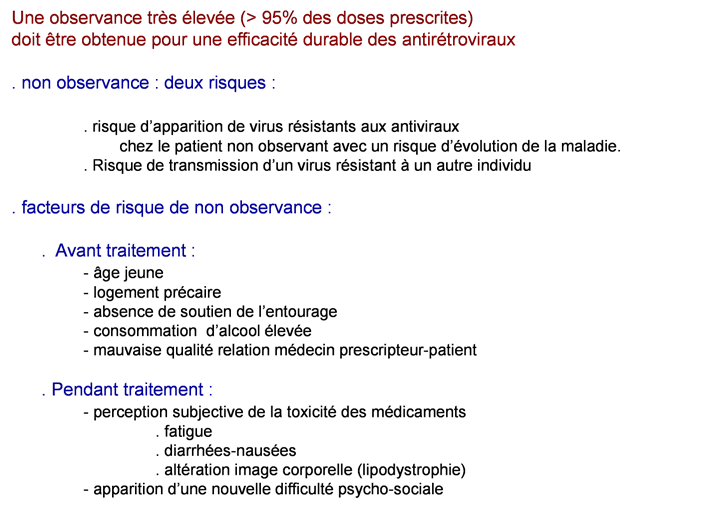 Une observance très élevée (> 95% des doses prescrites)
doit être obtenue pour une efficacité durable des antirétroviraux
. non observance : deux risques :
. risque d'apparition de virus résistants aux antiviraux
chez le patient non observant avec un risque d'évolution de la maladie.
. Risque de transmission d'un virus résistant à un autre individu
. facteurs de risque de non observance :
. Avant traitement :
- âge jeune
- logement précaire
- absence de soutien de l'entourage
- consommation d'alcool élevée
- mauvaise qualité relation médecin prescripteur-patient
. Pendant traitement :
- perception subjective de la toxicité des médicaments
. fatigue
. diarrhées-nausées
. altération image corporelle (lipodystrophie)
- apparition d'une nouvelle difficulté psycho-sociale